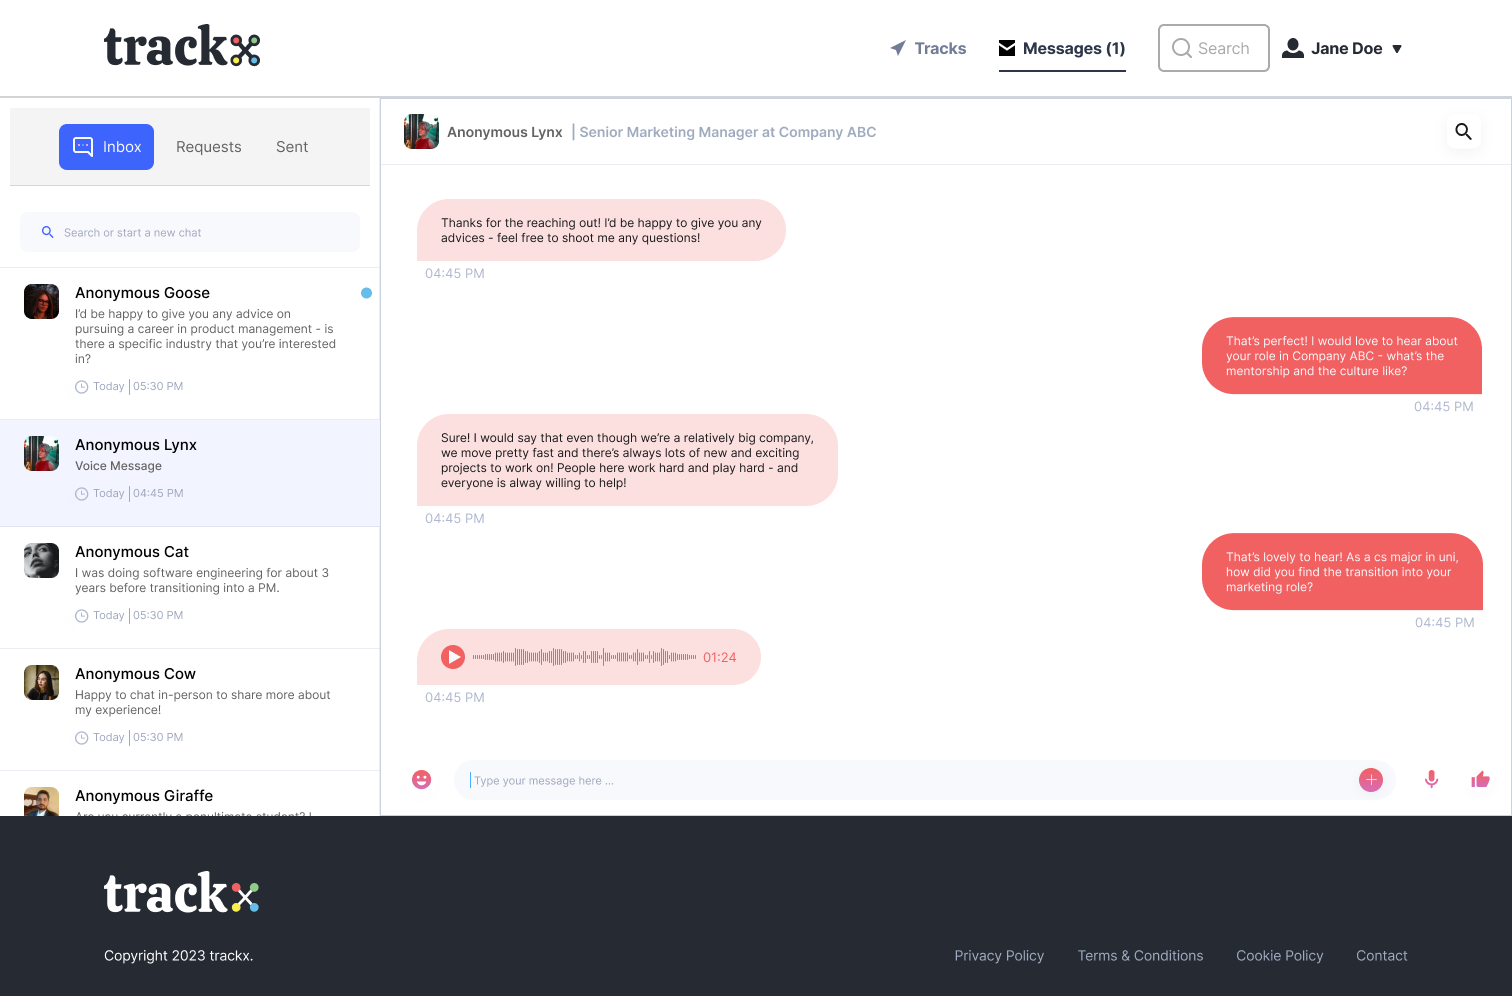 trackx
Tracks
Messages (1)
Search
Jane Doe
Inbox
Requests
Sent
Search or start a new chat
Anonymous Goose
I'd be happy to give you any advice on
pursuing a career in product management - is
there a specific industry that you're interested
in?
Today | 05:30 PM
Anonymous Lynx
Voice Message
Today | 04:45 PM
Anonymous Cat
I was doing software engineering for about 3
years before transitioning into a PM.
Today | 05:30 PM
Anonymous Cow
Happy to chat in-person to share more about
my experience!
Today | 05:30 PM
Anonymous Giraffe
Are you currently a penultimate student? I
Anonymous Lynx | Senior Marketing Manager at Company ABC
Thanks for the reaching out! I'd be happy to give you any
advices - feel free to shoot me any questions!
04:45 PM
That's perfect! I would love to hear about
your role in Company ABC - what's the
mentorship and the culture like?
04:45 PM
Sure! I would say that even though we're a relatively big company,
we move pretty fast and there's always lots of new and exciting
projects to work on! People here work hard and play hard - and
everyone is alway willing to help!
04:45 PM
That's lovely to hear! As a cs major in uni,
how did you find the transition into your
marketing role?
04:45 PM
01:24
04:45 PM
Type your message here ...
trackx
Copyright 2023 trackx.
Privacy Policy
Terms & Conditions
Cookie Policy
Contact